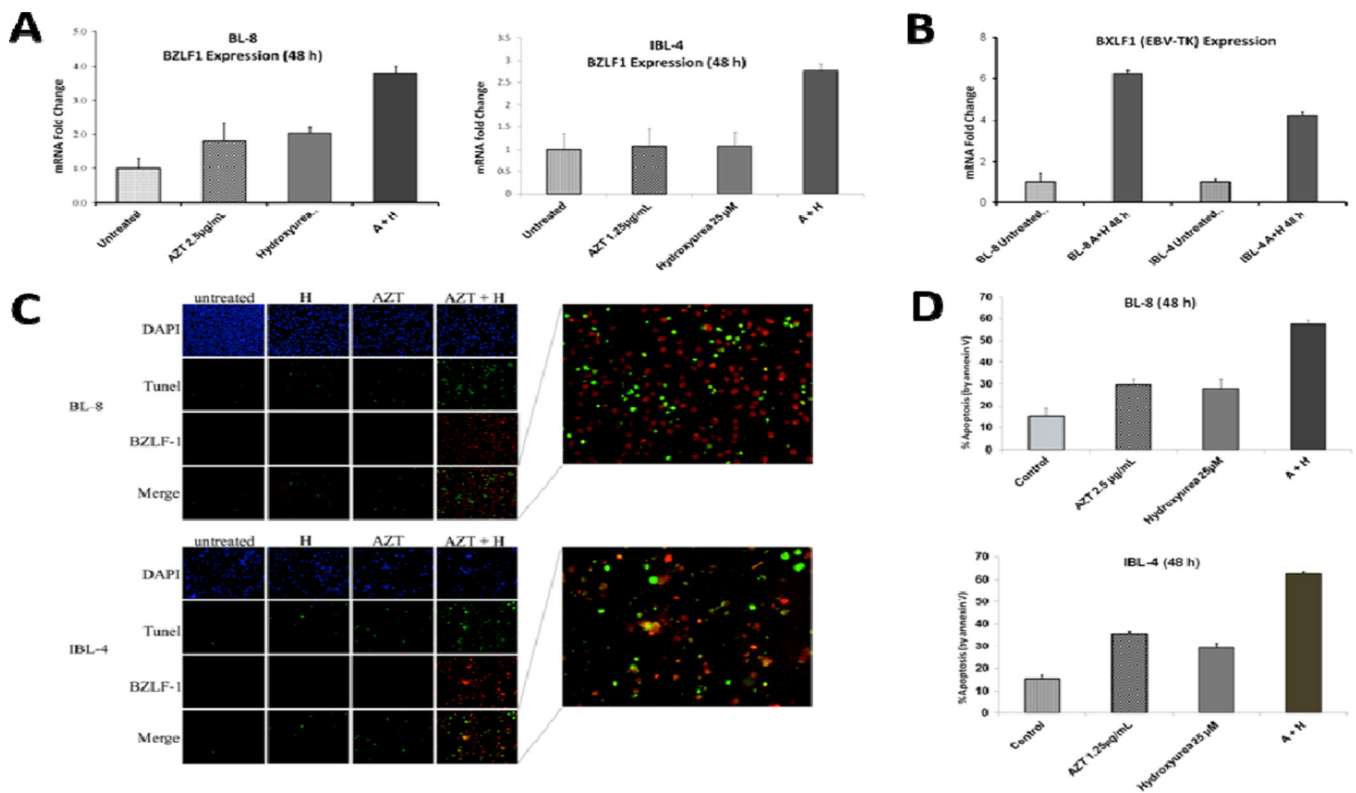 A
BL-8
BZLF1 Expression (48 h)
mRNA Fold Change
5.0
4.0
3.0
2.0
1.0
0.0
Untreated
AZT 2.5µg/mL
Hydroxyurea...
A + H
IBL-4
BZLF1 Expression (48 h)
mRNA fold Change
3.5
3
2.5
2
1.5
1
0.5
0
Untreated
AZT 1.25µg/mL
Hydroxyurea 25 µM
A + H
B
BXLF1 (EBV-TK) Expression
mRNA Fold Change
8
6
4
2
0
BL-8 Untreated...
BL-8 A+H 48 h
IBL-4 Untreated...
IBL-4 A+H 48 h
C
untreated H AZT AZT + H
DAPI
Tunel
BL-8
BZLF-1
Merge
untreated H AZT AZT + H
DAPI
Tunel
IBL-4
BZLF-1
Merge
D
BL-8 (48 h)
% Apoptosis (by annexin V)
70
60
50
40
30
20
10
0
Control
AZT 2.5 µg/mL
Hydroxyurea 25µM
A + H
IBL-4 (48 h)
% Apoptosis (by annexin V)
70
60
50
40
30
20
10
0
Control
AZT 1.25µg/mL
Hydroxyurea 25 µM
A + H